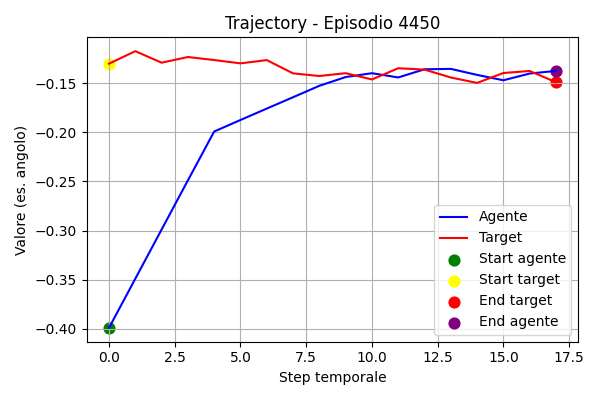 Trajectory - Episodio 4450
Valore (es. angolo)
−0.15
−0.20
−0.25
−0.30
−0.35
−0.40
Agente
Target
Start agente
Start target
End target
End agente
0.0 2.5 5.0 7.5 10.0 12.5 15.0 17.5
Step temporale